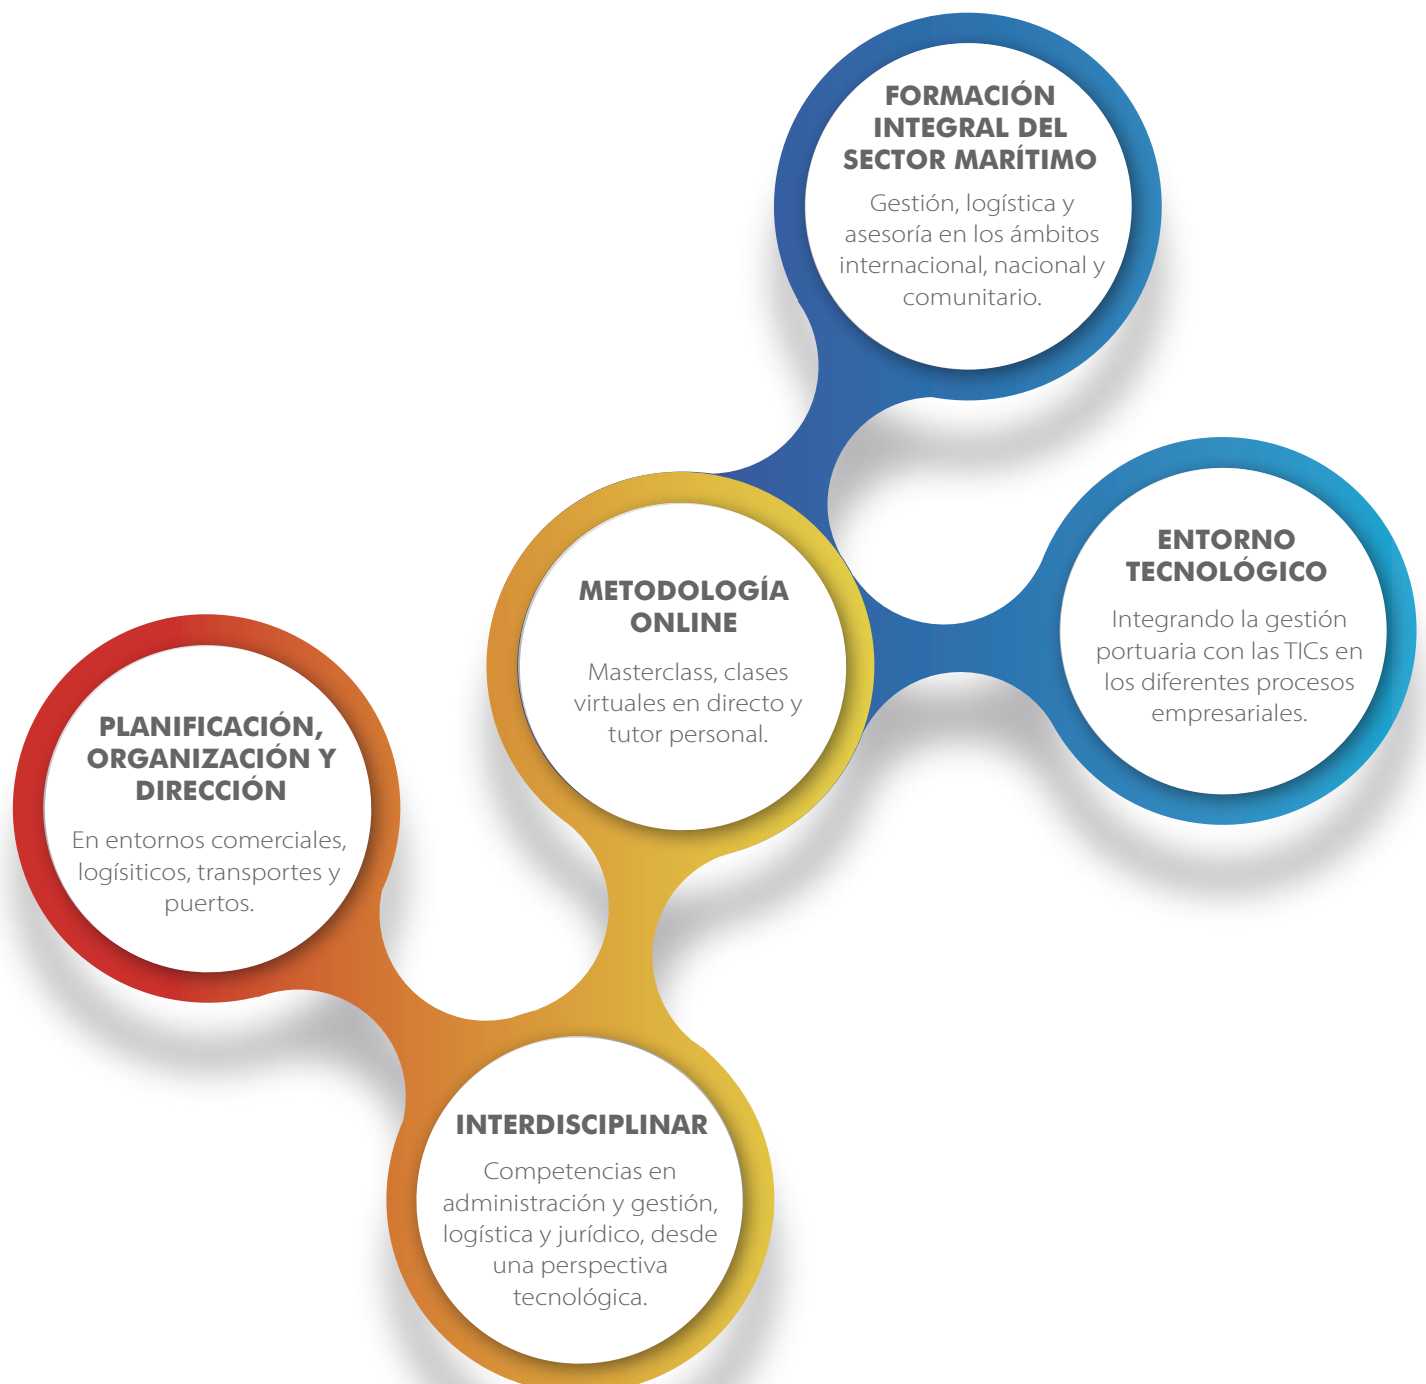 FORMACIÓN
INTEGRAL DEL
SECTOR MARÍTIMO
Gestión, logística y
asesoría en los ámbitos
internacional, nacional y
comunitario.
ENTORNO
TECNOLÓGICO
Integrando la gestión
portuaria con las TICs en
los diferentes procesos
empresariales.
METODOLOGÍA
ONLINE
Masterclass, clases
virtuales en directo y
tutor personal.
PLANIFICACIÓN,
ORGANIZACIÓN Y
DIRECCIÓN
En entornos comerciales,
logísiticos, transportes y
puertos.
INTERDISCIPLINAR
Competencias en
administración y gestión,
logística y jurídico, desde
una perspectiva
tecnológica.